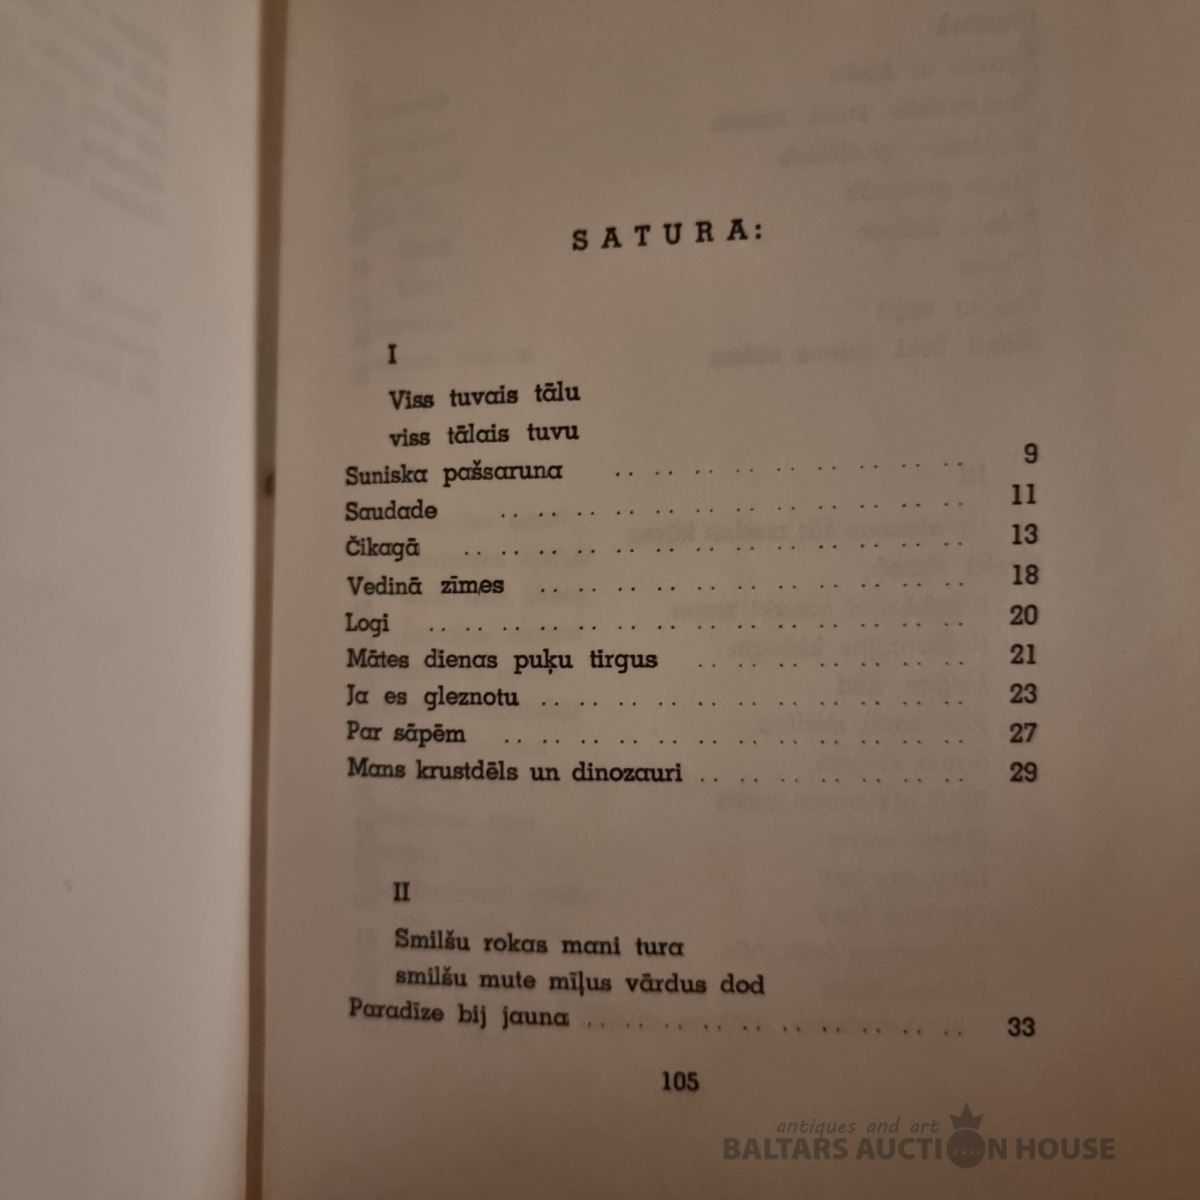 SATURA:
I
Viss tuvais tālu
viss tālais tuvu
Suniska pašsaruna . . . . . . . . . . 9
Saudade . . . . . . . . . . . . 11
Čikagā . . . . . . . . . . . . . 13
Vedinā zīmes . . . . . . . . . . . 18
Logi . . . . . . . . . . . . . . 20
Mātes dienas puķu tirgus . . . . . . . . 21
Ja es gleznotu . . . . . . . . . . . 23
Par sāpēm . . . . . . . . . . . . 27
Mans krustdēls un dinozauri . . . . . . . 29
II
Smilšu rokas mani tura
smilšu mute mīļus vārdus dod
Paradīze bij jauna . . . . . . . . . . 33
105
antiques and art
BALTARS AUCTION HOUSE